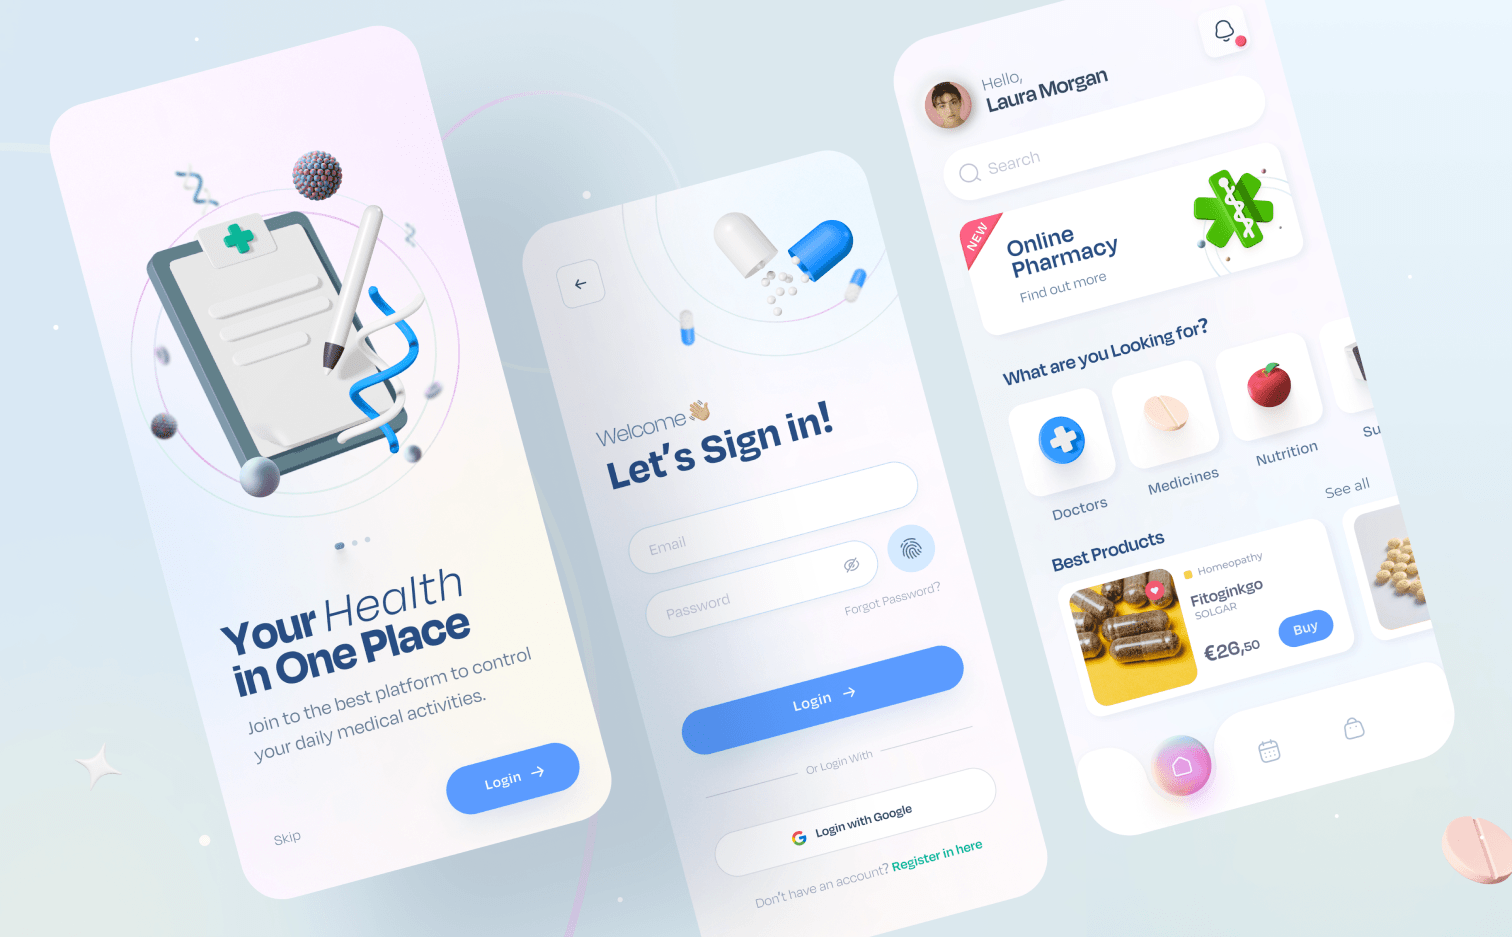 Your Health
in One Place
Join to the best platform to control
your daily medical activities.
Login
Skip
Welcome
Let's Sign in!
Email
Password
Forgot Password?
Login
Or Login With
Login with Google
Don't have an account? Register in here
Hello,
Laura Morgan
Search
NEW
Online
Pharmacy
Find out more
What are you Looking for?
Doctors
Medicines
Nutrition
Su
See all
Best Products
Homeopathy
Fitoginkgo
SOLGAR
€26,50
Buy